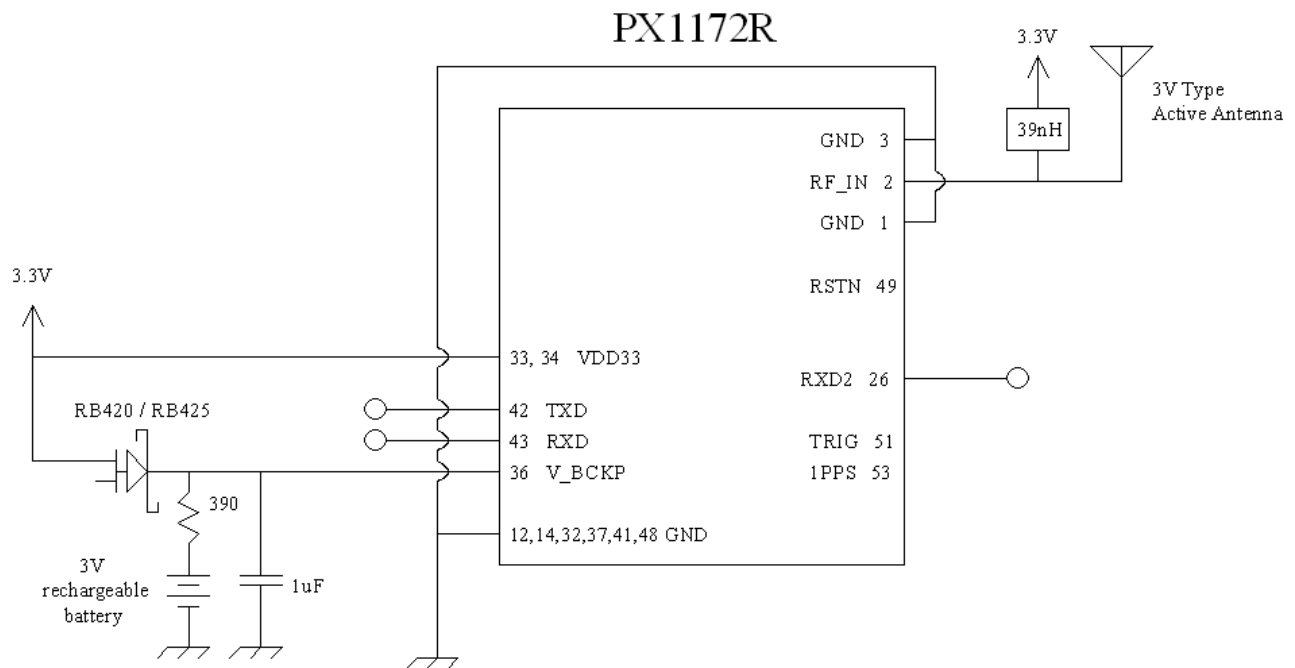 PX1172R
3.3V
3V Type
Active Antenna
39nH
GND 3
RF_IN 2
GND 1
RSTN 49
3.3V
33, 34 VDD33
RXD2 26
RB420 / RB425
42 TXD
43 RXD
TRIG 51
36 V_BCKP
1PPS 53
390
12,14,32,37,41,48 GND
3V
rechargeable
battery
1uF